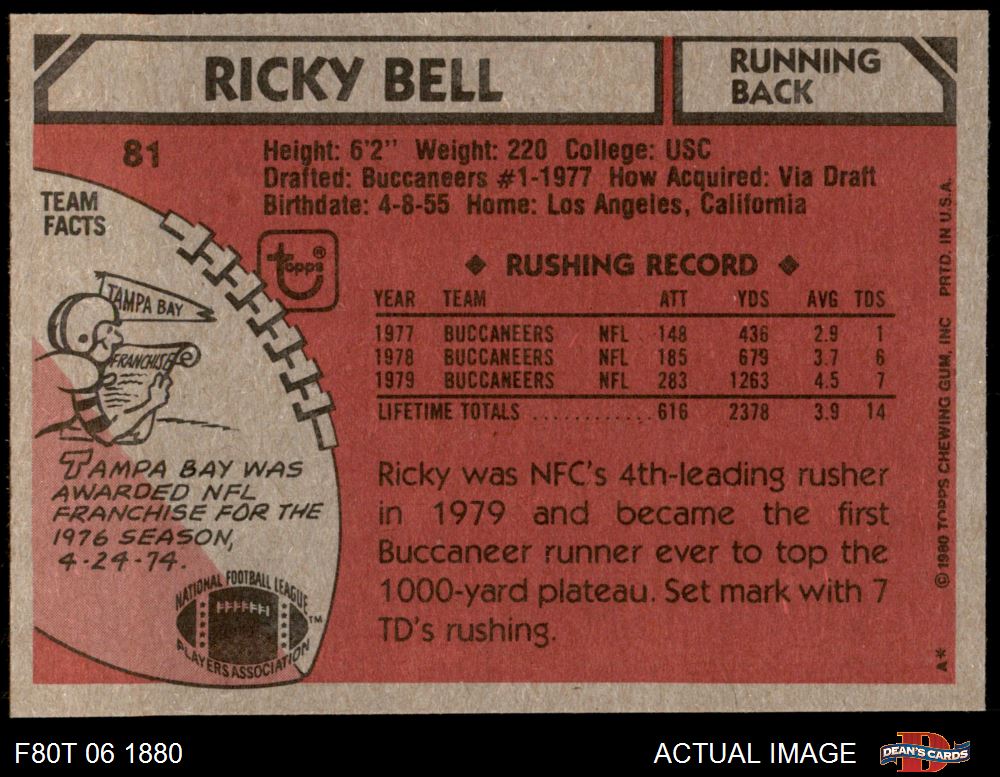 RICKY BELL
RUNNING
BACK
81
Height: 6'2" Weight: 220 College: USC
Drafted: Buccaneers #1-1977 How Acquired: Via Draft
Birthdate: 4-8-55 Home: Los Angeles, California
TEAM
FACTS
topps®
TAMPA BAY
FRANCHISE
TAMPA BAY WAS
AWARDED NFL
FRANCHISE FOR THE
1976 SEASON,
4-24-74.
NATIONAL FOOTBALL LEAGUE
PLAYERS ASSOCIATION
TM
◆ RUSHING RECORD ◆
YEAR TEAM ATT YDS AVG TDS
1977 BUCCANEERS NFL 148 436 2.9 1
1978 BUCCANEERS NFL 185 679 3.7 6
1979 BUCCANEERS NFL 283 1263 4.5 7
LIFETIME TOTALS ............ 616 2378 3.9 14
Ricky was NFC's 4th-leading rusher
in 1979 and became the first
Buccaneer runner ever to top the
1000-yard plateau. Set mark with 7
TD's rushing.
A* © 1980 TOPPS CHEWING GUM, INC PRTD. IN U.S.A.
F80T 06 1880
ACTUAL IMAGE
DEAN'S CARDS